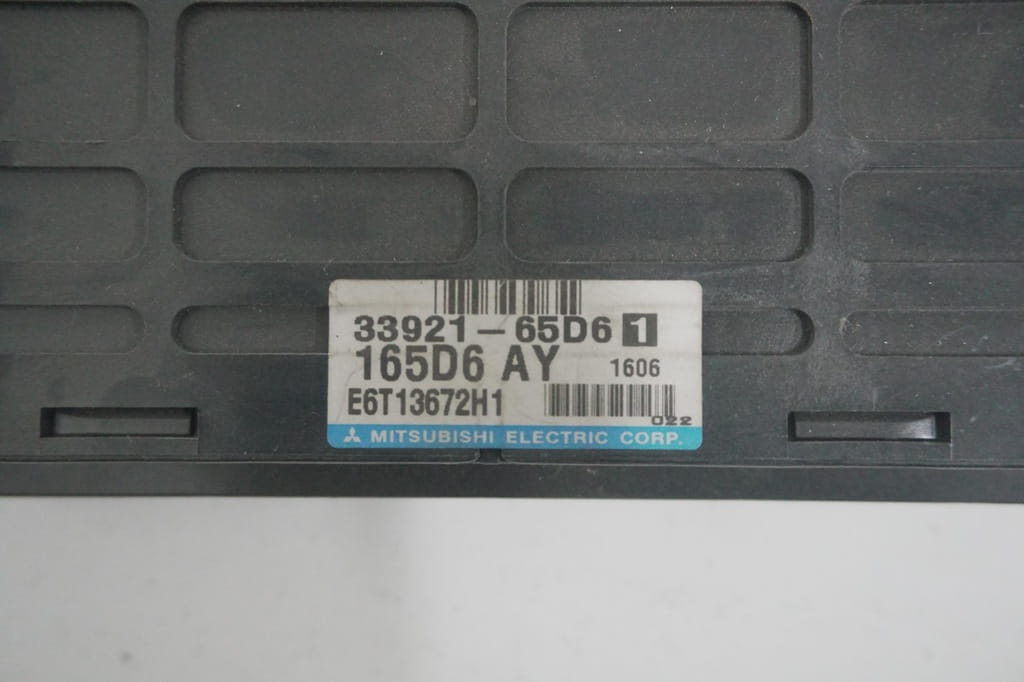 33921-65D6 1
165D6 AY 1606
E6T13672H1
022
MITSUBISHI ELECTRIC CORP.